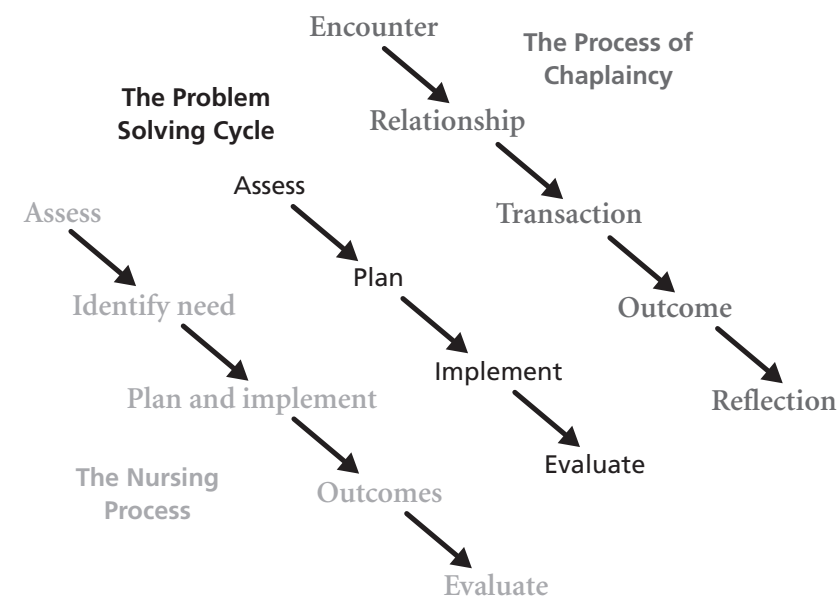 Encounter
The Process of
Chaplaincy
Relationship
Transaction
Outcome
Reflection
The Problem
Solving Cycle
Assess
Plan
Implement
Evaluate
Assess
Identify need
Plan and implement
Outcomes
Evaluate
The Nursing
Process